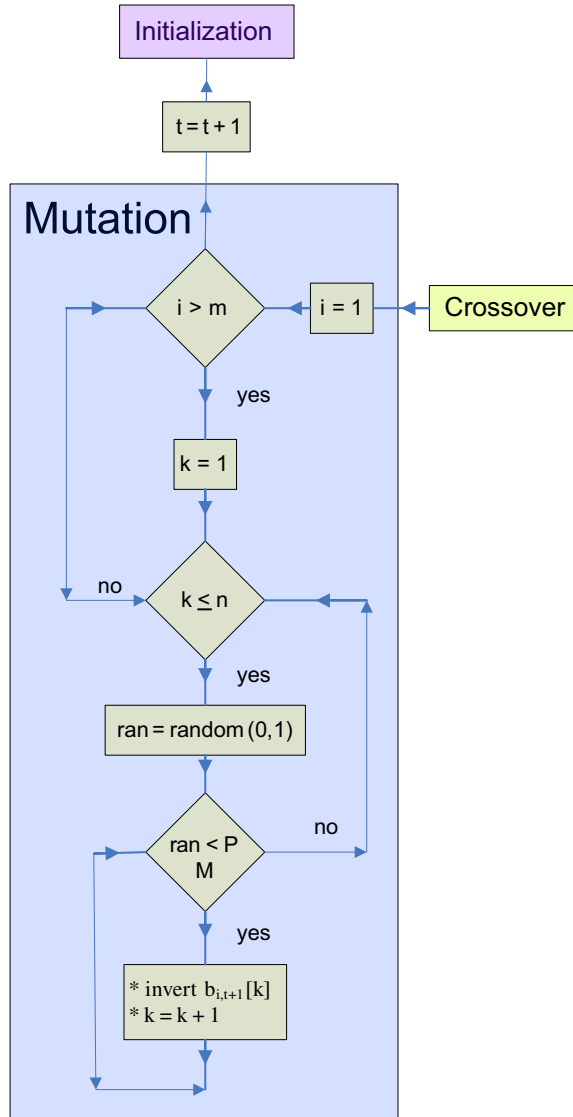 Initialization
t = t + 1
Mutation
i > m
i = 1
Crossover
yes
k = 1
no
k ≤ n
yes
ran = random (0,1)
no
ran < P
M
yes
* invert b_{i,t+1}[k]
* k = k + 1